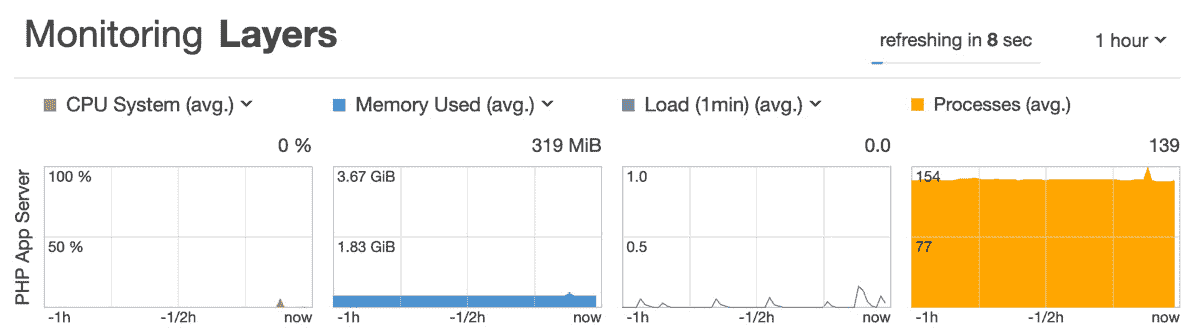 Monitoring Layers
refreshing in 8 sec
1 hour
CPU System (avg.)
Memory Used (avg.)
Load (1min) (avg.)
Processes (avg.)
0 %
319 MiB
0.0
139
PHP App Server
100 %
50 %
3.67 GiB
1.83 GiB
1.0
0.5
154
77
-1h
-1/2h
now
-1h
-1/2h
now
-1h
-1/2h
now
-1h
-1/2h
now